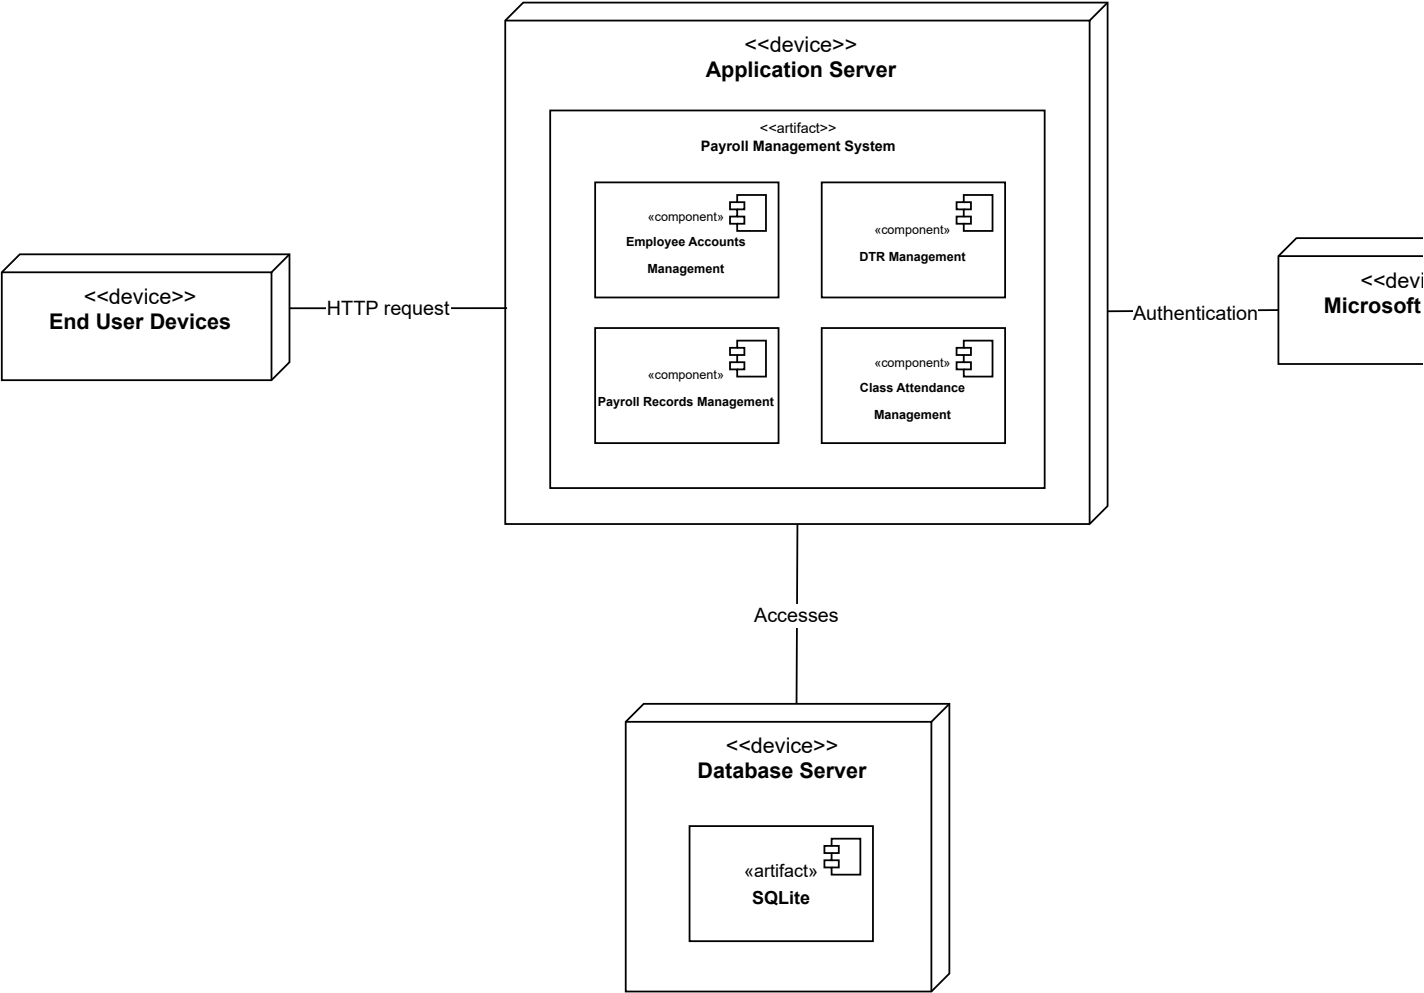 <<device>>
Application Server
<<artifact>>
Payroll Management System
«component»
Employee Accounts
Management
«component»
DTR Management
«component»
Payroll Records Management
«component»
Class Attendance
Management
<<device>>
End User Devices
HTTP request
Authentication
<<devi
Microsoft
Accesses
<<device>>
Database Server
«artifact»
SQLite